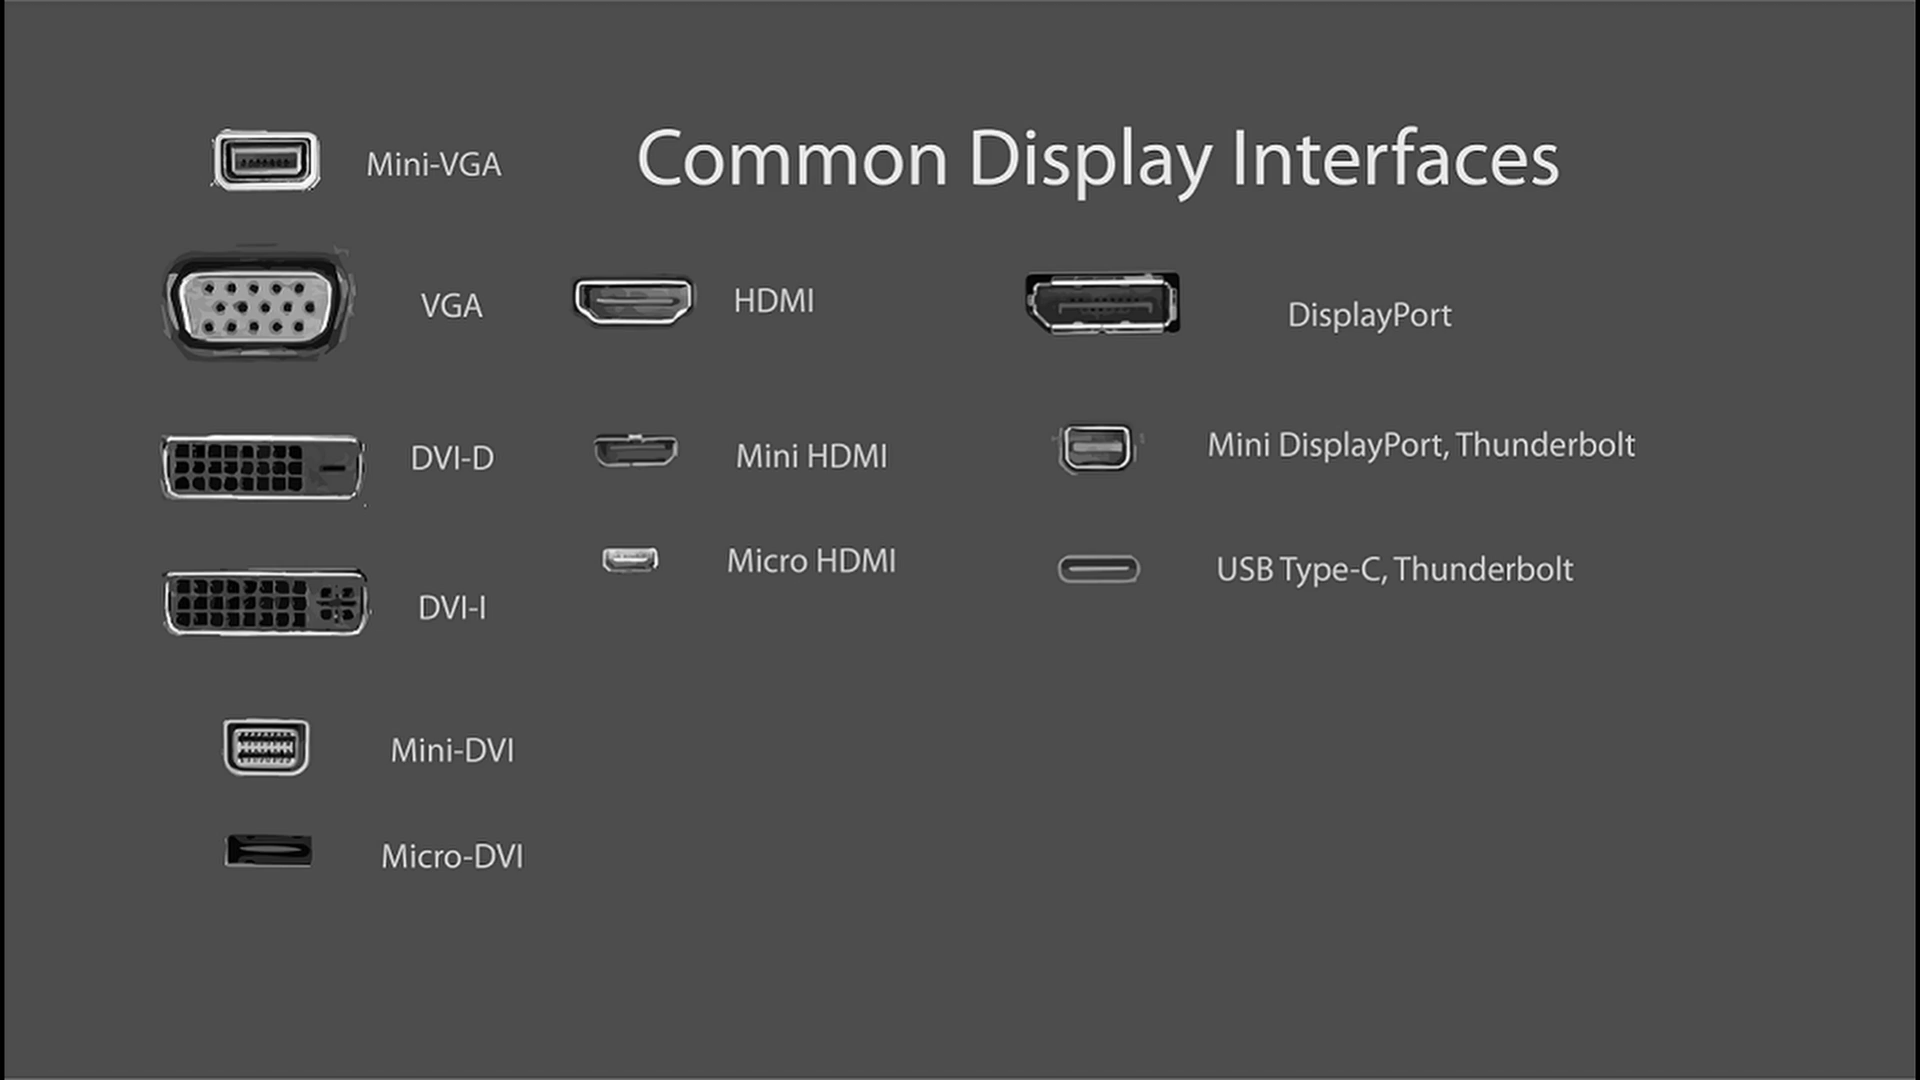 Common Display Interfaces
Mini-VGA
VGA
DVI-D
DVI-I
Mini-DVI
Micro-DVI
HDMI
Mini HDMI
Micro HDMI
DisplayPort
Mini DisplayPort, Thunderbolt
USB Type-C, Thunderbolt